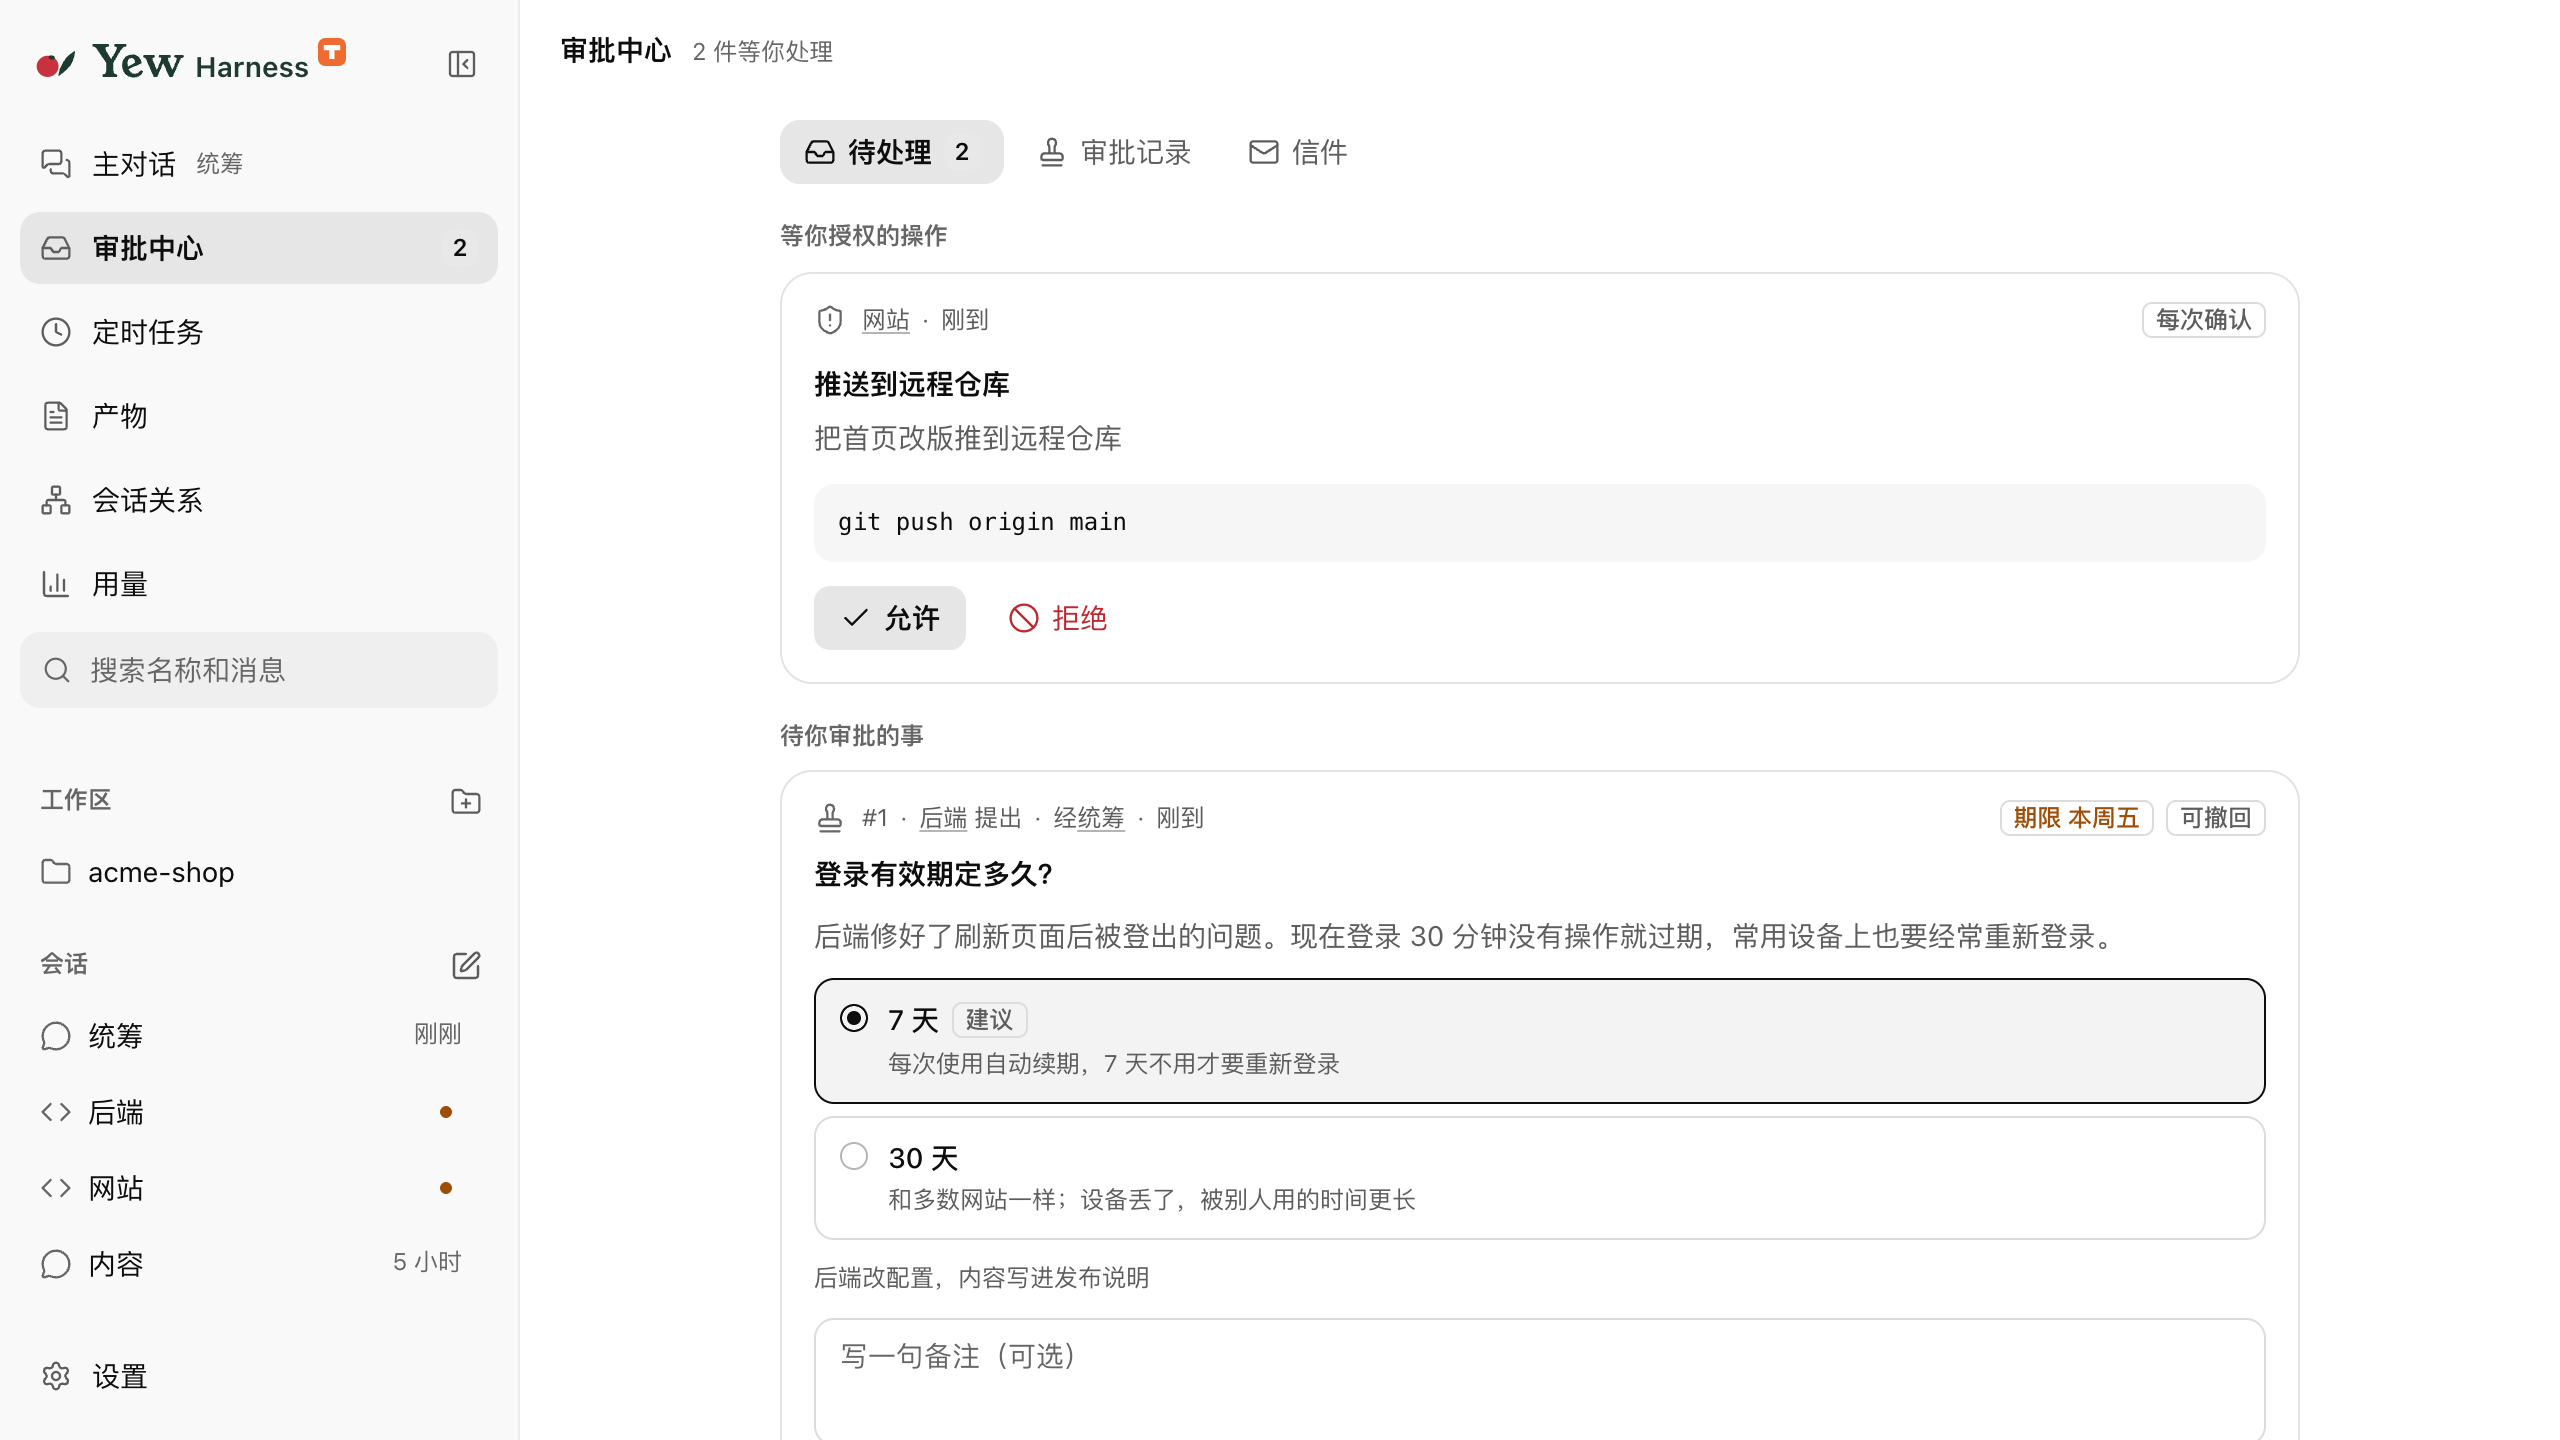 Yew Harness T
主对话 统筹
审批中心 2
定时任务
产物
会话关系
用量
搜索名称和消息
工作区
acme-shop
会话
统筹 刚刚
后端
网站
内容 5 小时
设置
审批中心 2 件等你处理
待处理 2 审批记录 信件
等你授权的操作
网站 · 刚到 每次确认
推送到远程仓库
把首页改版推到远程仓库
git push origin main
允许 拒绝
待你审批的事
#1 · 后端 提出 · 经统筹 · 刚到 期限 本周五 可撤回
登录有效期定多久?
后端修好了刷新页面后被登出的问题。现在登录 30 分钟没有操作就过期，常用设备上也要经常重新登录。
7 天 建议
每次使用自动续期，7 天不用才要重新登录
30 天
和多数网站一样；设备丢了，被别人用的时间更长
后端改配置，内容写进发布说明
写一句备注（可选）